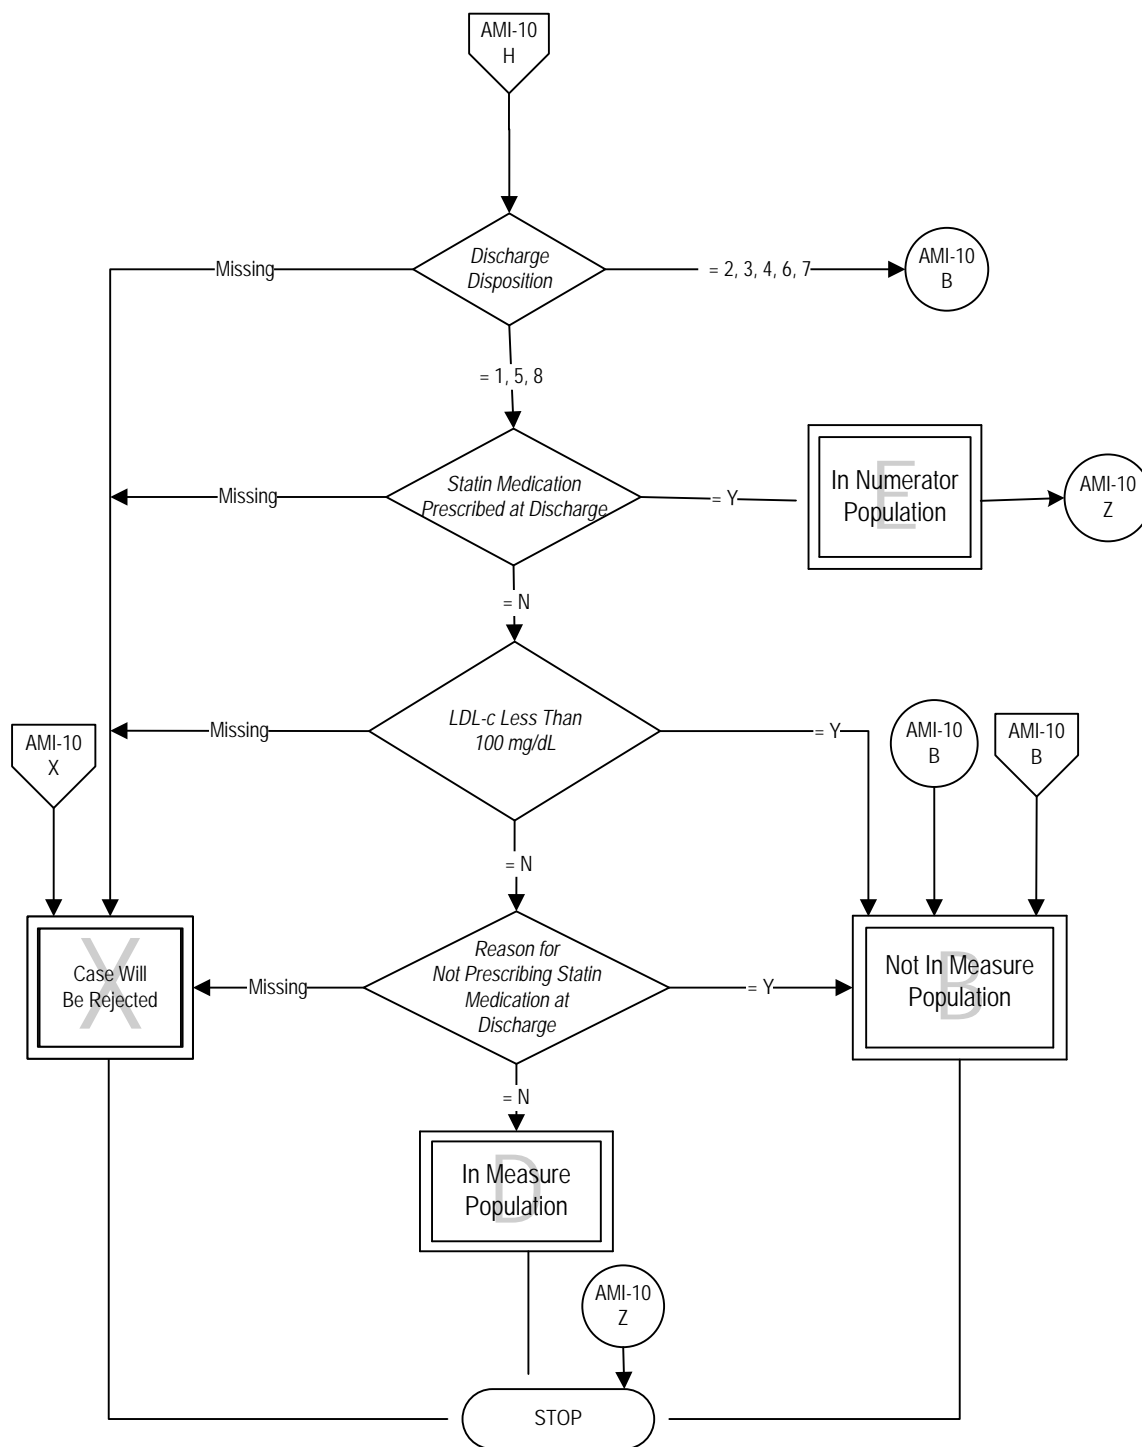 AMI-10
H
Discharge
Disposition
Missing
= 2, 3, 4, 6, 7
AMI-10
B
= 1, 5, 8
Statin Medication
Prescribed at Discharge
Missing
= Y
E
In Numerator
Population
AMI-10
Z
= N
LDL-c Less Than
100 mg/dL
Missing
= Y
AMI-10
X
AMI-10
B
AMI-10
B
= N
Reason for
Not Prescribing Statin
Medication at
Discharge
Missing
= Y
X
Case Will
Be Rejected
B
Not In Measure
Population
= N
D
In Measure
Population
AMI-10
Z
STOP